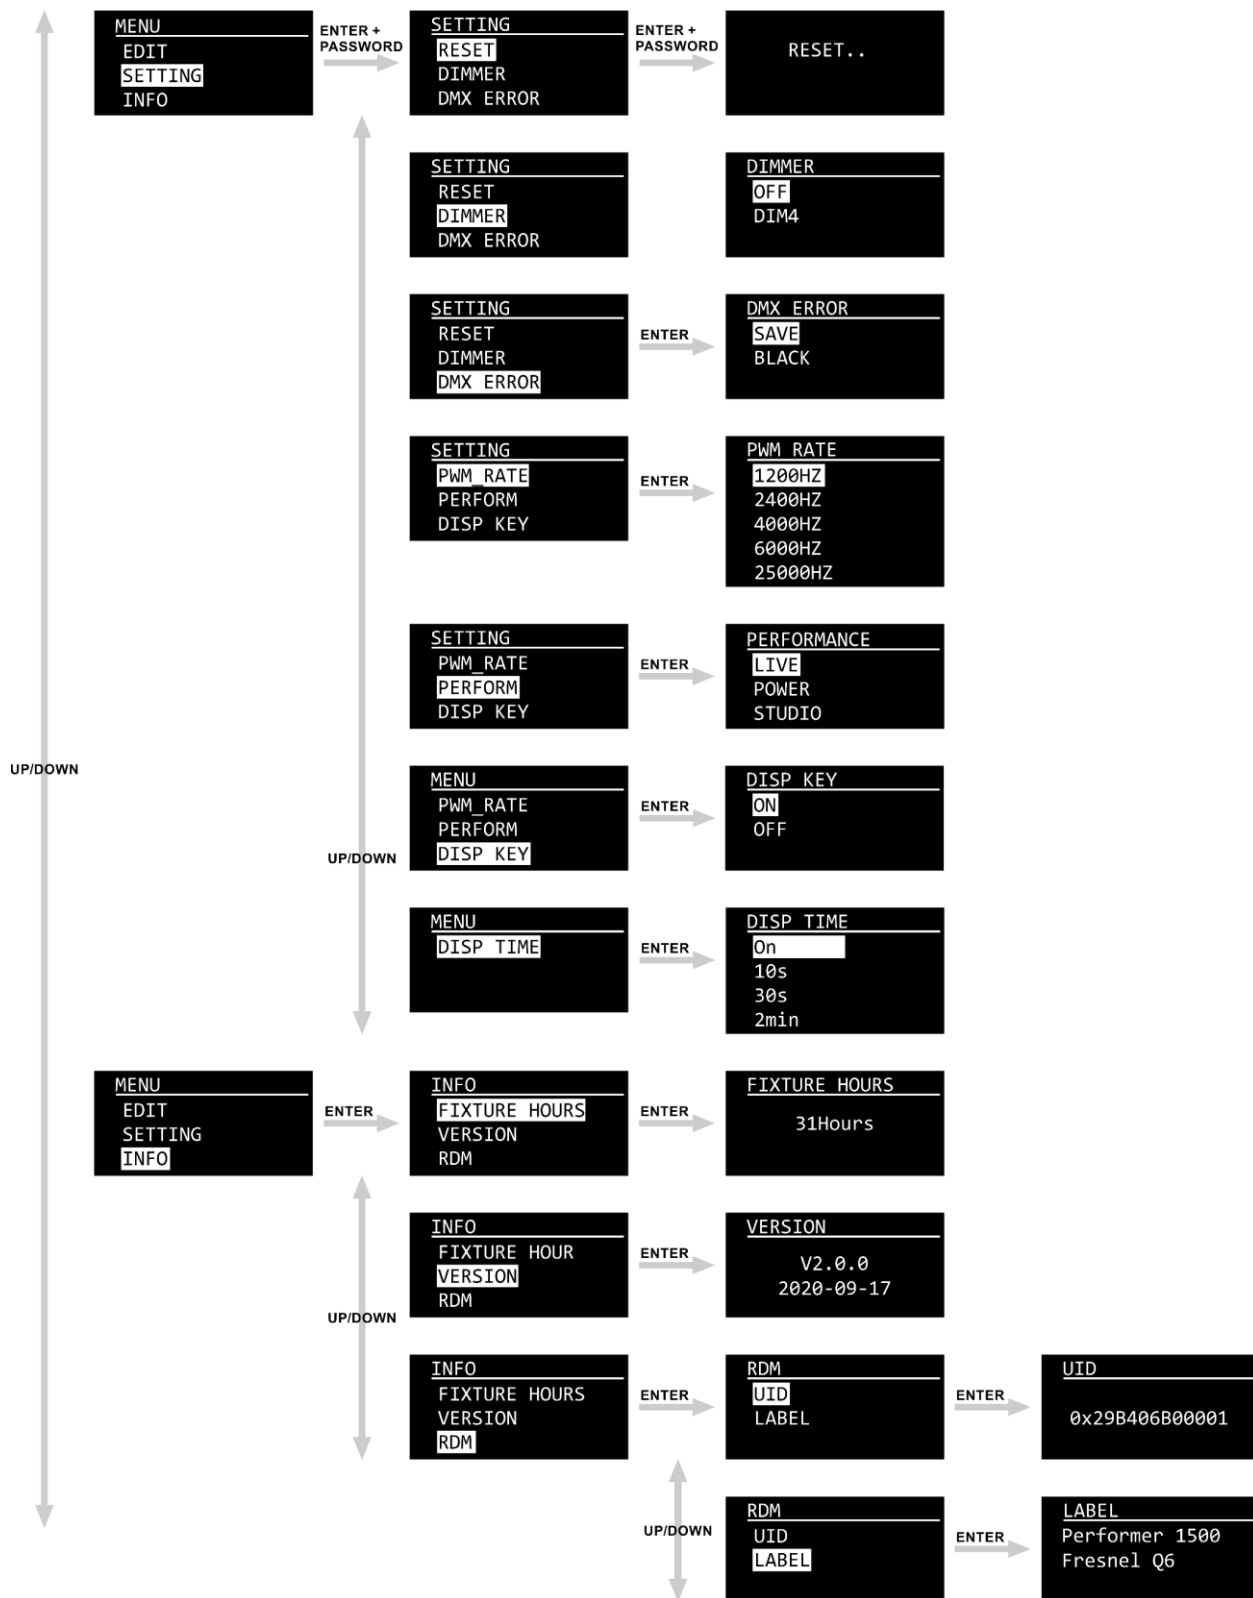 MENU
EDIT
SETTING
INFO
ENTER +
PASSWORD
SETTING
RESET
DIMMER
DMX ERROR
ENTER +
PASSWORD
RESET..
SETTING
RESET
DIMMER
DMX ERROR
DIMMER
OFF
DIM4
SETTING
RESET
DIMMER
DMX ERROR
ENTER
DMX ERROR
SAVE
BLACK
SETTING
PWM_RATE
PERFORM
DISP KEY
ENTER
PWM RATE
1200HZ
2400HZ
4000HZ
6000HZ
25000HZ
SETTING
PWM_RATE
PERFORM
DISP KEY
ENTER
PERFORMANCE
LIVE
POWER
STUDIO
UP/DOWN
MENU
PWM_RATE
PERFORM
DISP KEY
ENTER
DISP KEY
ON
OFF
UP/DOWN
MENU
DISP TIME
ENTER
DISP TIME
On
10s
30s
2min
MENU
EDIT
SETTING
INFO
ENTER
INFO
FIXTURE HOURS
VERSION
RDM
ENTER
FIXTURE HOURS
31Hours
INFO
FIXTURE HOUR
VERSION
RDM
ENTER
VERSION
V2.0.0
2020-09-17
UP/DOWN
INFO
FIXTURE HOURS
VERSION
RDM
ENTER
RDM
UID
LABEL
ENTER
UID
0x29B406B00001
UP/DOWN
RDM
UID
LABEL
ENTER
LABEL
Performer 1500
Fresnel Q6